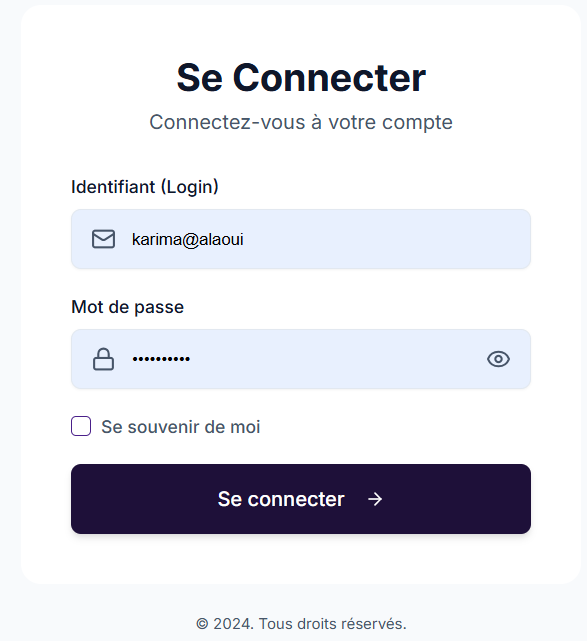 Se Connecter
Connectez-vous à votre compte
Identifiant (Login)
karima@alaoui
Mot de passe
••••••••••
Se souvenir de moi
Se connecter →
© 2024. Tous droits réservés.